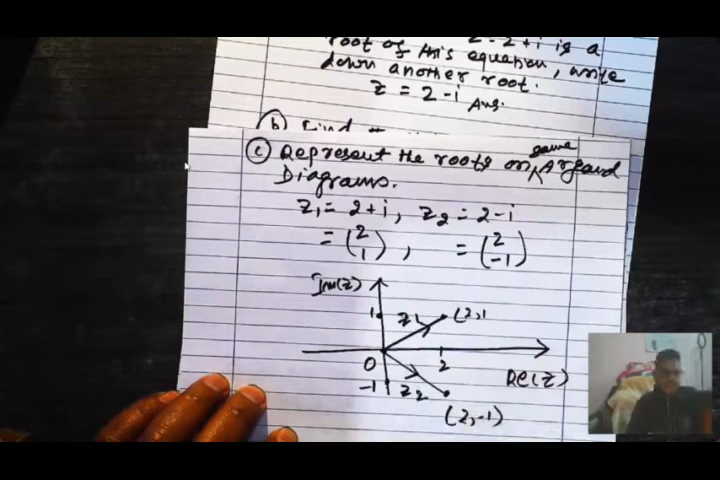 root of this equation, write
down another root.
z = 2-i Ans.
b)
c) Represent the roots on same Argand
Diagrams.
z1 = 2+i, z2 = 2-i
= (2 1), = (2 -1)
Im(z)
1 z1 (2,1
0 2
Re(z)
-1 z2
(2,-1)